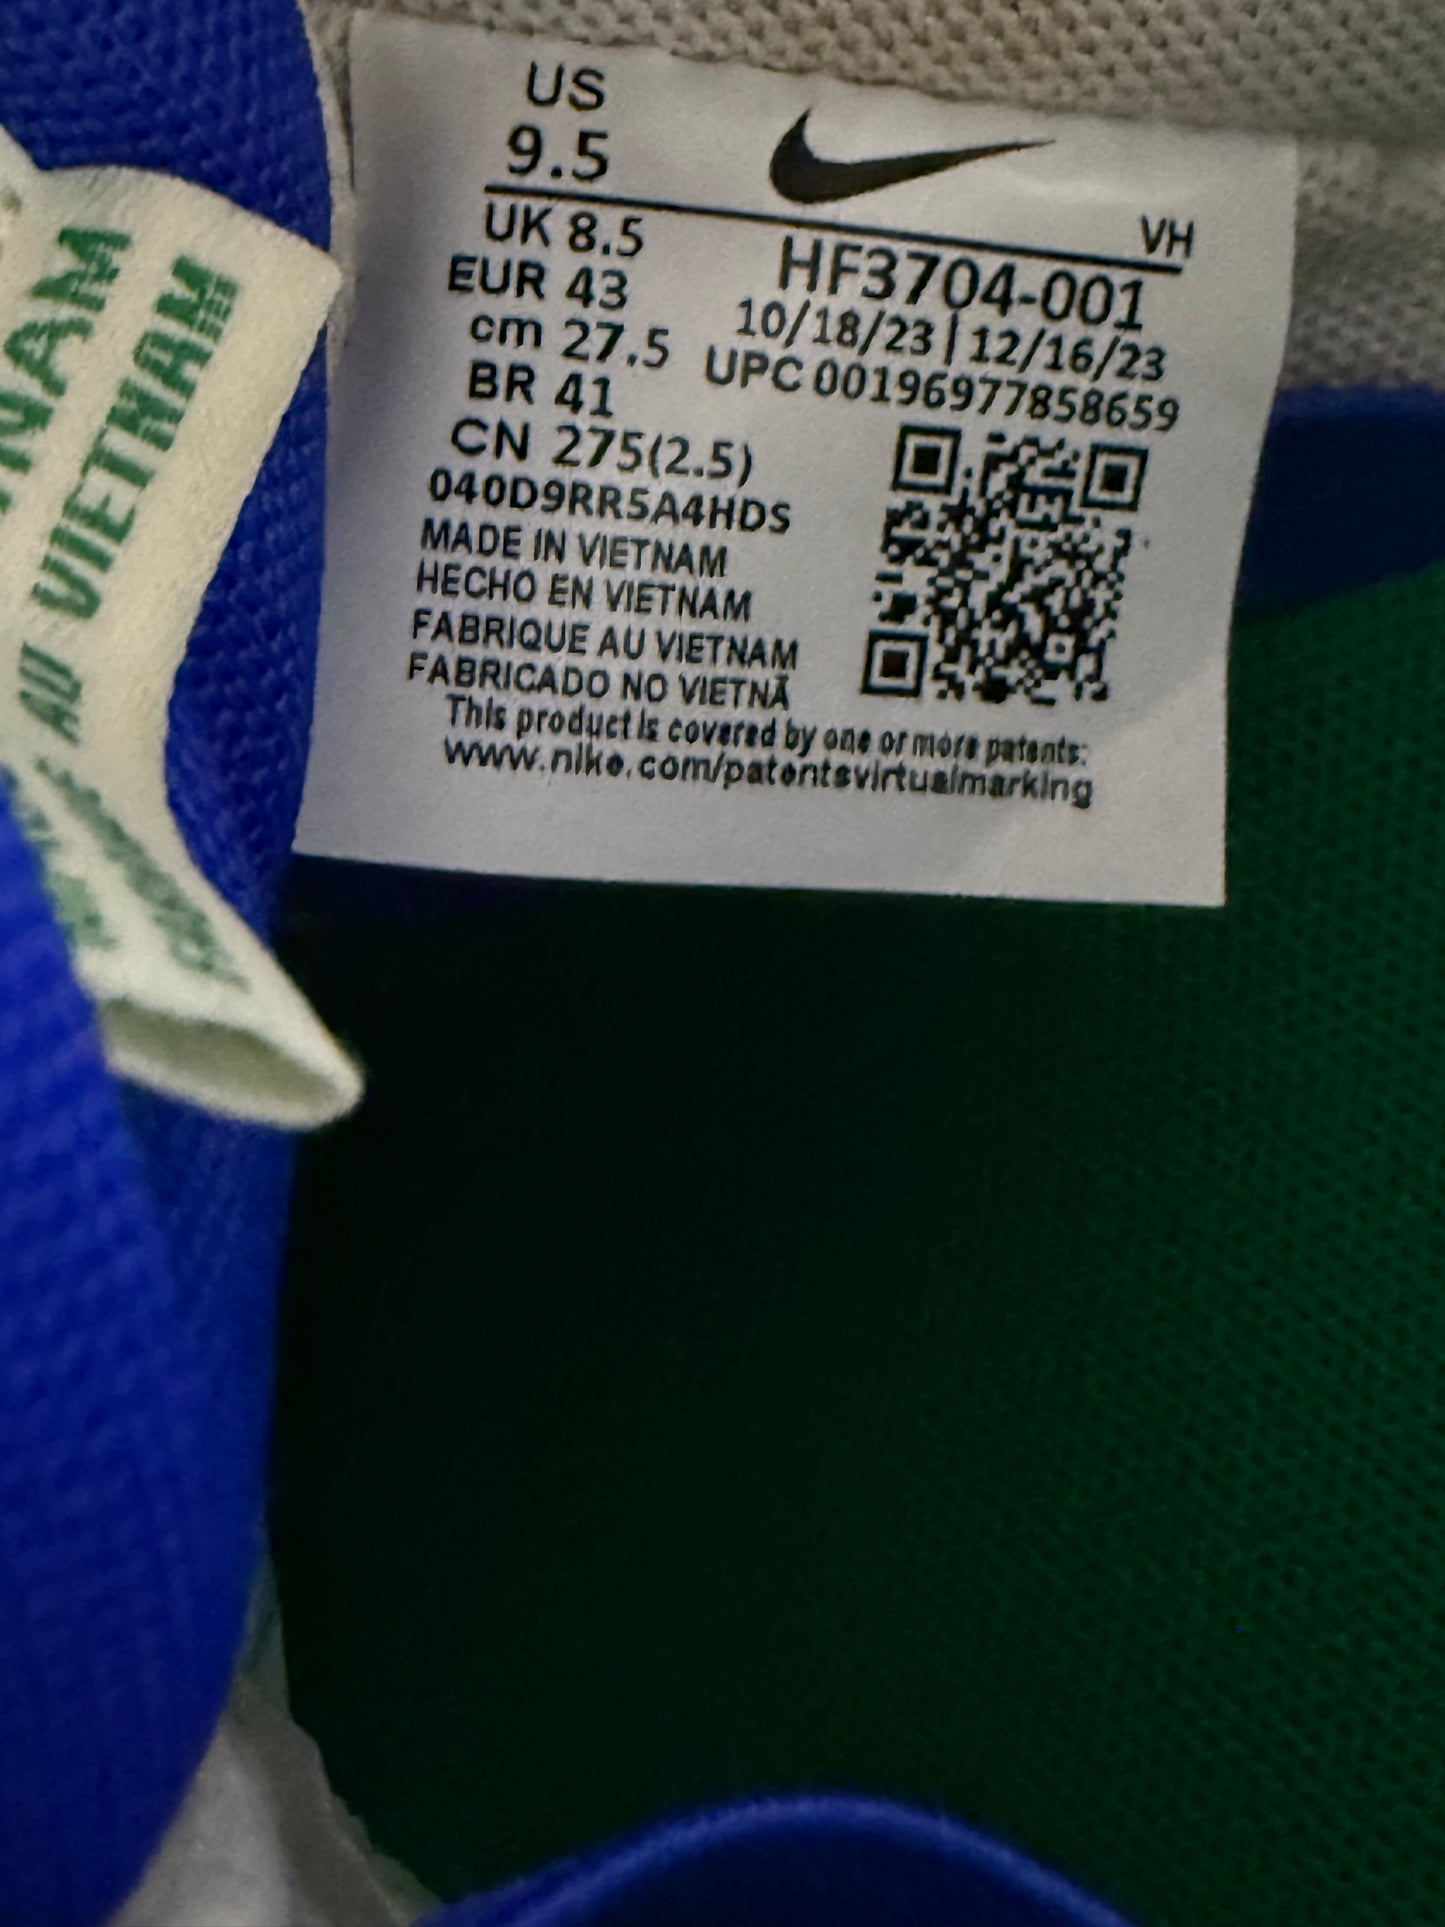 US
9.5
VH
UK 8.5
HF3704-001
EUR 43
10/18/23 | 12/16/23
cm 27.5
UPC 00196977858659
BR 41
CN 275(2.5)
040D9RR5A4HDS
MADE IN VIETNAM
HECHO EN VIETNAM
FABRIQUE AU VIETNAM
FABRICADO NO VIETNÃ
This product is covered by one or more patents:
www.nike.com/patentsvirtualmarking
AU VIETNAM